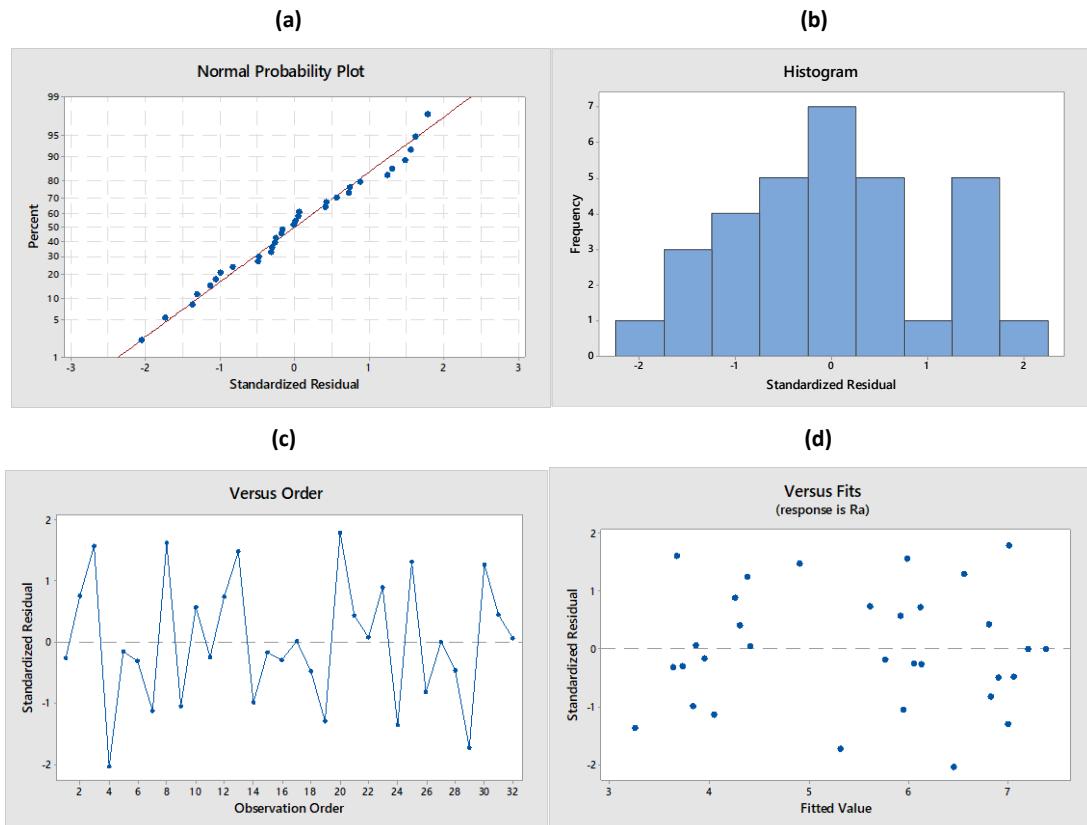 (a)
Normal Probability Plot
99
95
90
80
70
60
50
40
30
20
10
5
1
Percent
-3 -2 -1 0 1 2 3
Standardized Residual
(b)
Histogram
7
6
5
4
3
2
1
0
Frequency
-2 -1 0 1 2
Standardized Residual
(c)
Versus Order
2
1
0
-1
-2
Standardized Residual
2 4 6 8 10 12 14 16 18 20 22 24 26 28 30 32
Observation Order
(d)
Versus Fits
(response is Ra)
2
1
0
-1
-2
Standardized Residual
3 4 5 6 7
Fitted Value